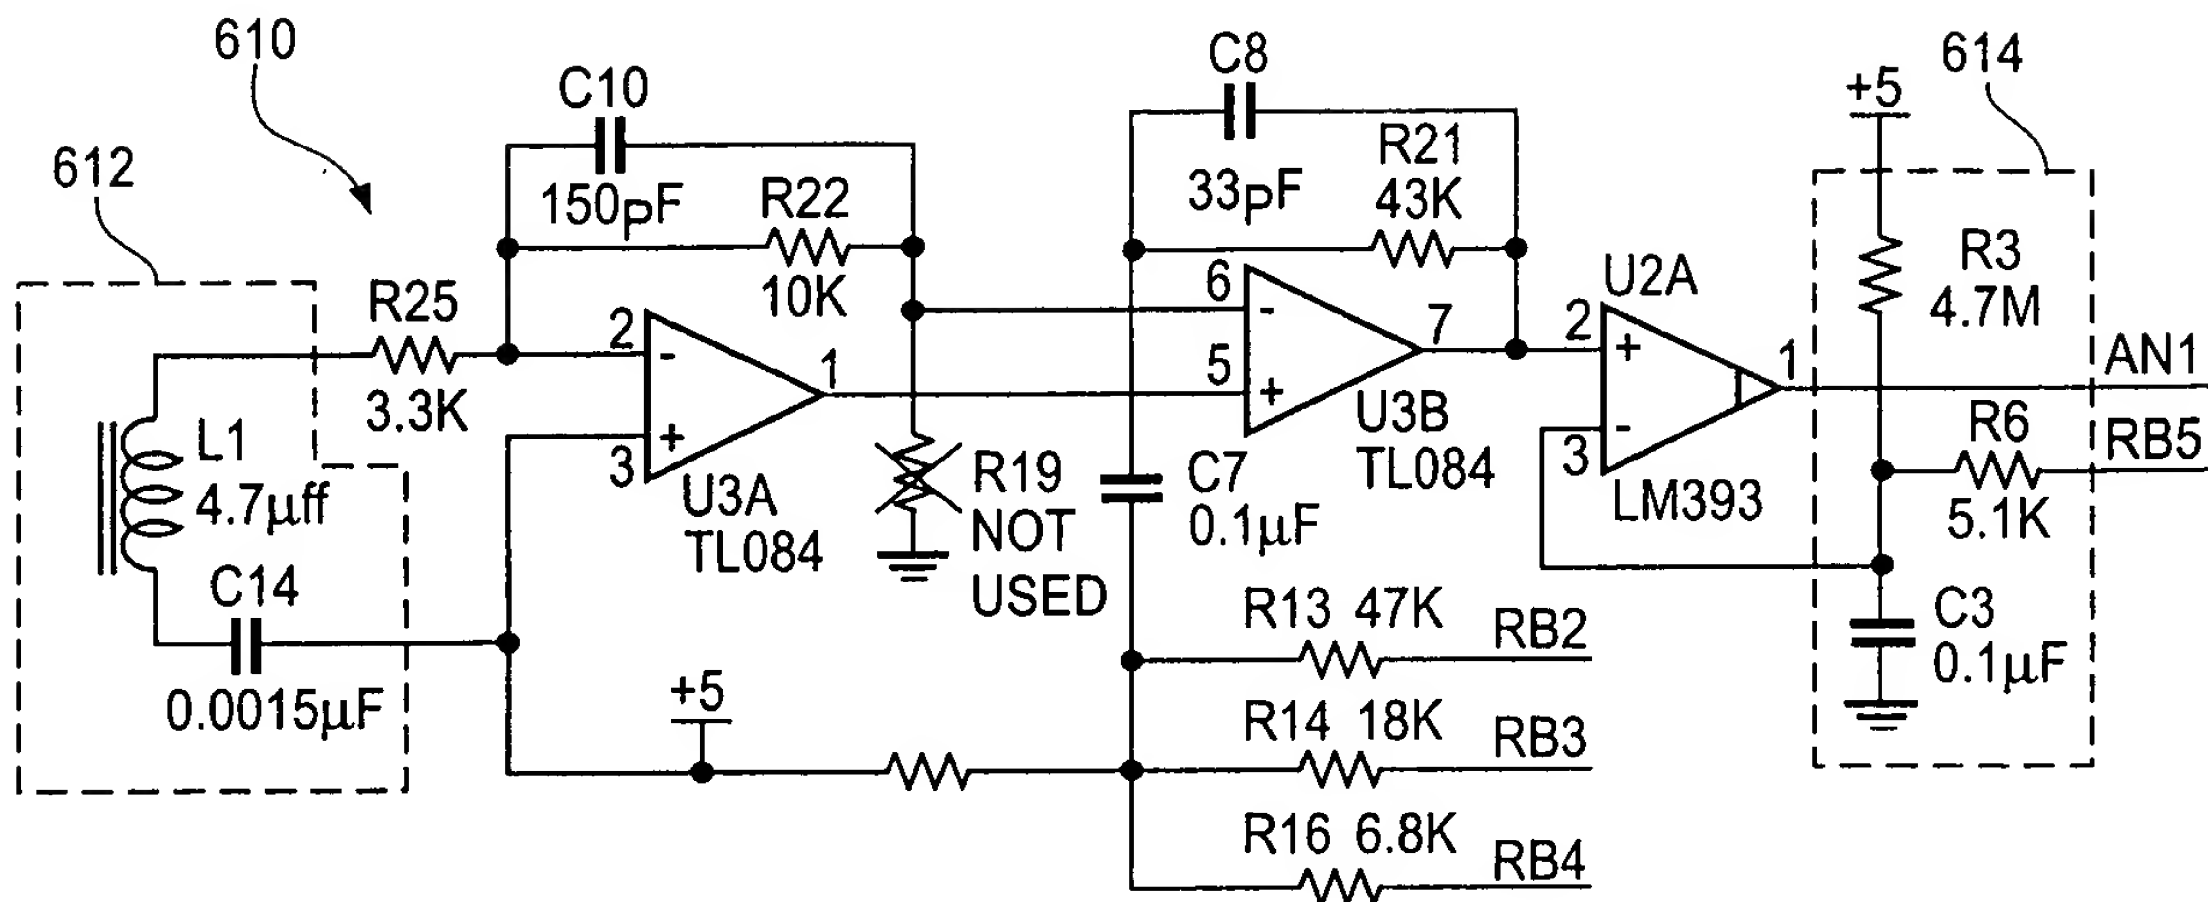 610
612
C10
150pF
R22
10K
R25
3.3K
L1
4.7µff
C14
0.0015µF
2
-
+
3
1
U3A
TL084
R19
NOT
USED
+5
C8
33pF
R21
43K
6
-
5
+
7
U3B
TL084
C7
0.1µF
R13 47K
RB2
R14 18K
RB3
R16 6.8K
RB4
U2A
2
+
-
3
1
LM393
614
+5
R3
4.7M
AN1
R6
RB5
5.1K
C3
0.1µF